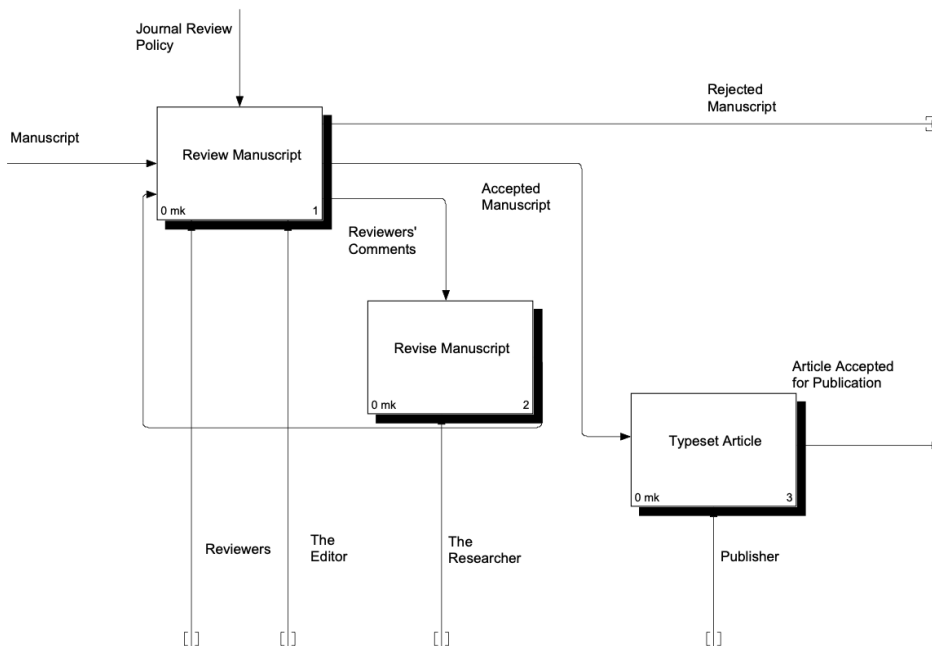 Journal Review
Policy
Rejected
Manuscript
Manuscript
Review Manuscript
0 mk 1
Accepted
Manuscript
Reviewers'
Comments
Revise Manuscript
0 mk 2
Article Accepted
for Publication
Typeset Article
0 mk 3
Reviewers
The
Editor
The
Researcher
Publisher